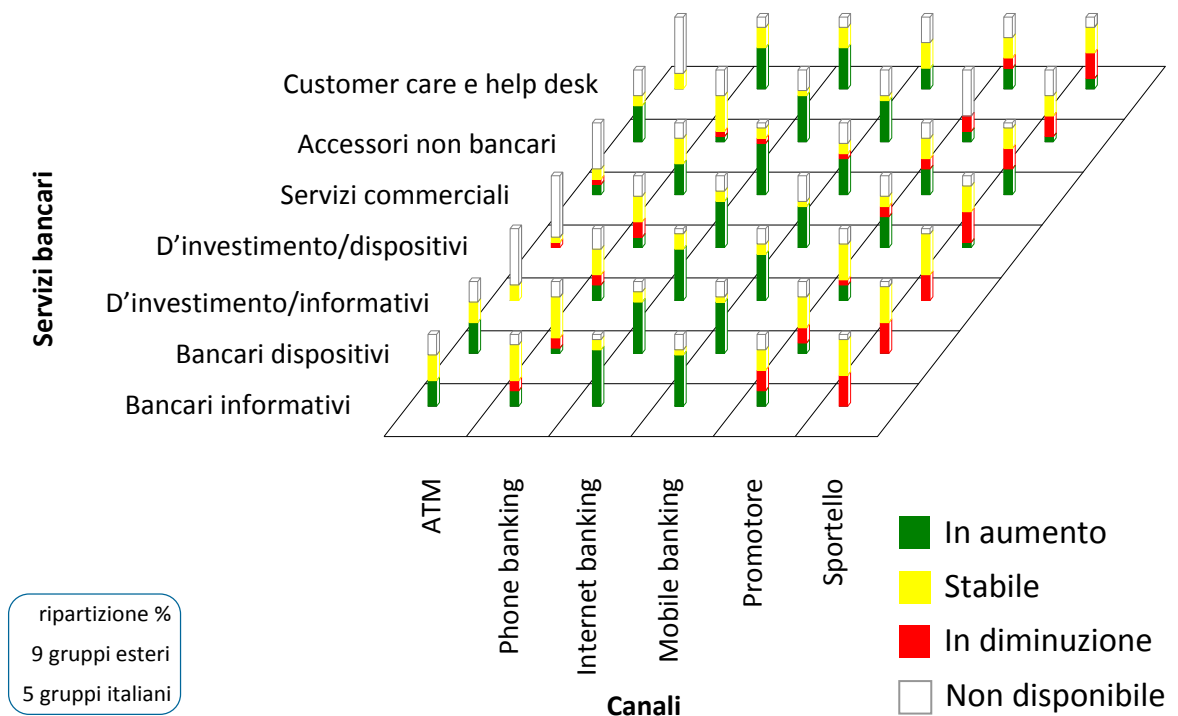 Customer care e help desk
Accessori non bancari
Servizi commerciali
D’investimento/dispositivi
D’investimento/informativi
Bancari dispositivi
Bancari informativi
Servizi bancari
ATM
Phone banking
Internet banking
Mobile banking
Promotore
Sportello
Canali
In aumento
Stabile
In diminuzione
Non disponibile
ripartizione %
9 gruppi esteri
5 gruppi italiani